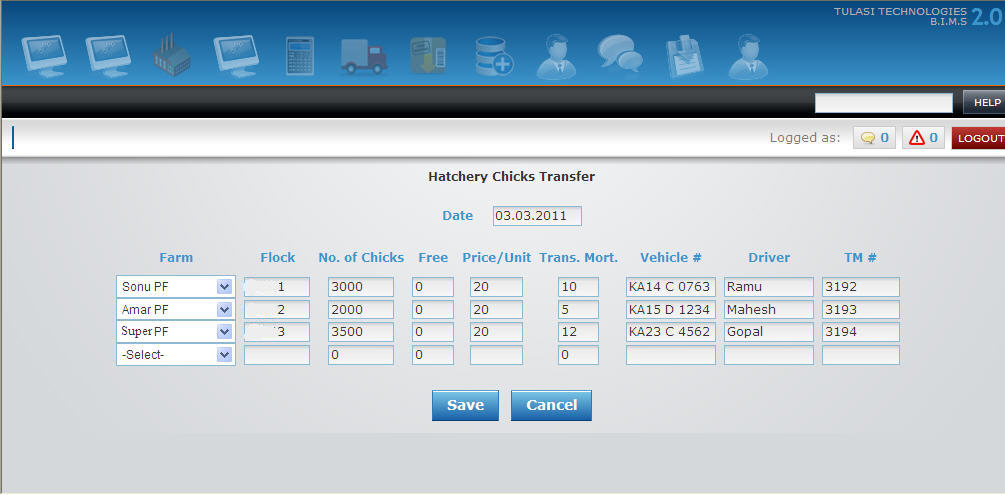 TULASI TECHNOLOGIES
B.I.M.S 2.0
HELP
Logged as: 0 0 LOGOUT
Hatchery Chicks Transfer
Date 03.03.2011
Farm Flock No. of Chicks Free Price/Unit Trans. Mort. Vehicle # Driver TM #
Sonu PF 1 3000 0 20 10 KA14 C 0763 Ramu 3192
Amar PF 2 2000 0 20 5 KA15 D 1234 Mahesh 3193
Super PF 3 3500 0 20 12 KA23 C 4562 Gopal 3194
-Select- 0 0 0
Save Cancel